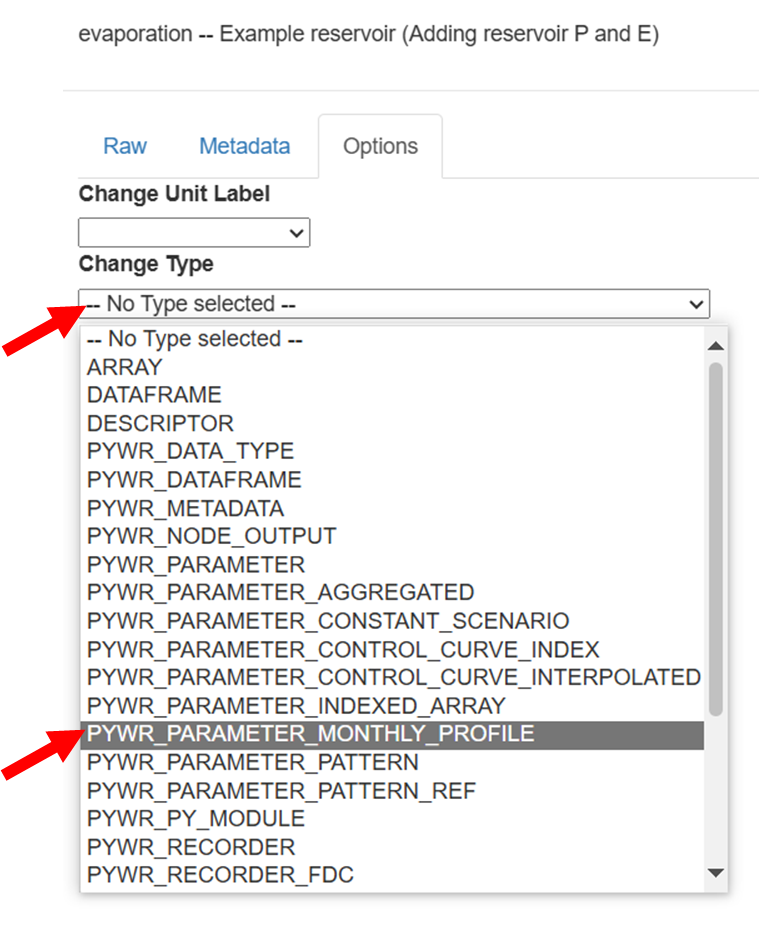 evaporation -- Example reservoir (Adding reservoir P and E)
Raw Metadata Options
Change Unit Label
Change Type
-- No Type selected --
-- No Type selected --
ARRAY
DATAFRAME
DESCRIPTOR
PYWR_DATA_TYPE
PYWR_DATAFRAME
PYWR_METADATA
PYWR_NODE_OUTPUT
PYWR_PARAMETER
PYWR_PARAMETER_AGGREGATED
PYWR_PARAMETER_CONSTANT_SCENARIO
PYWR_PARAMETER_CONTROL_CURVE_INDEX
PYWR_PARAMETER_CONTROL_CURVE_INTERPOLATED
PYWR_PARAMETER_INDEXED_ARRAY
PYWR_PARAMETER_MONTHLY_PROFILE
PYWR_PARAMETER_PATTERN
PYWR_PARAMETER_PATTERN_REF
PYWR_PY_MODULE
PYWR_RECORDER
PYWR_RECORDER_FDC